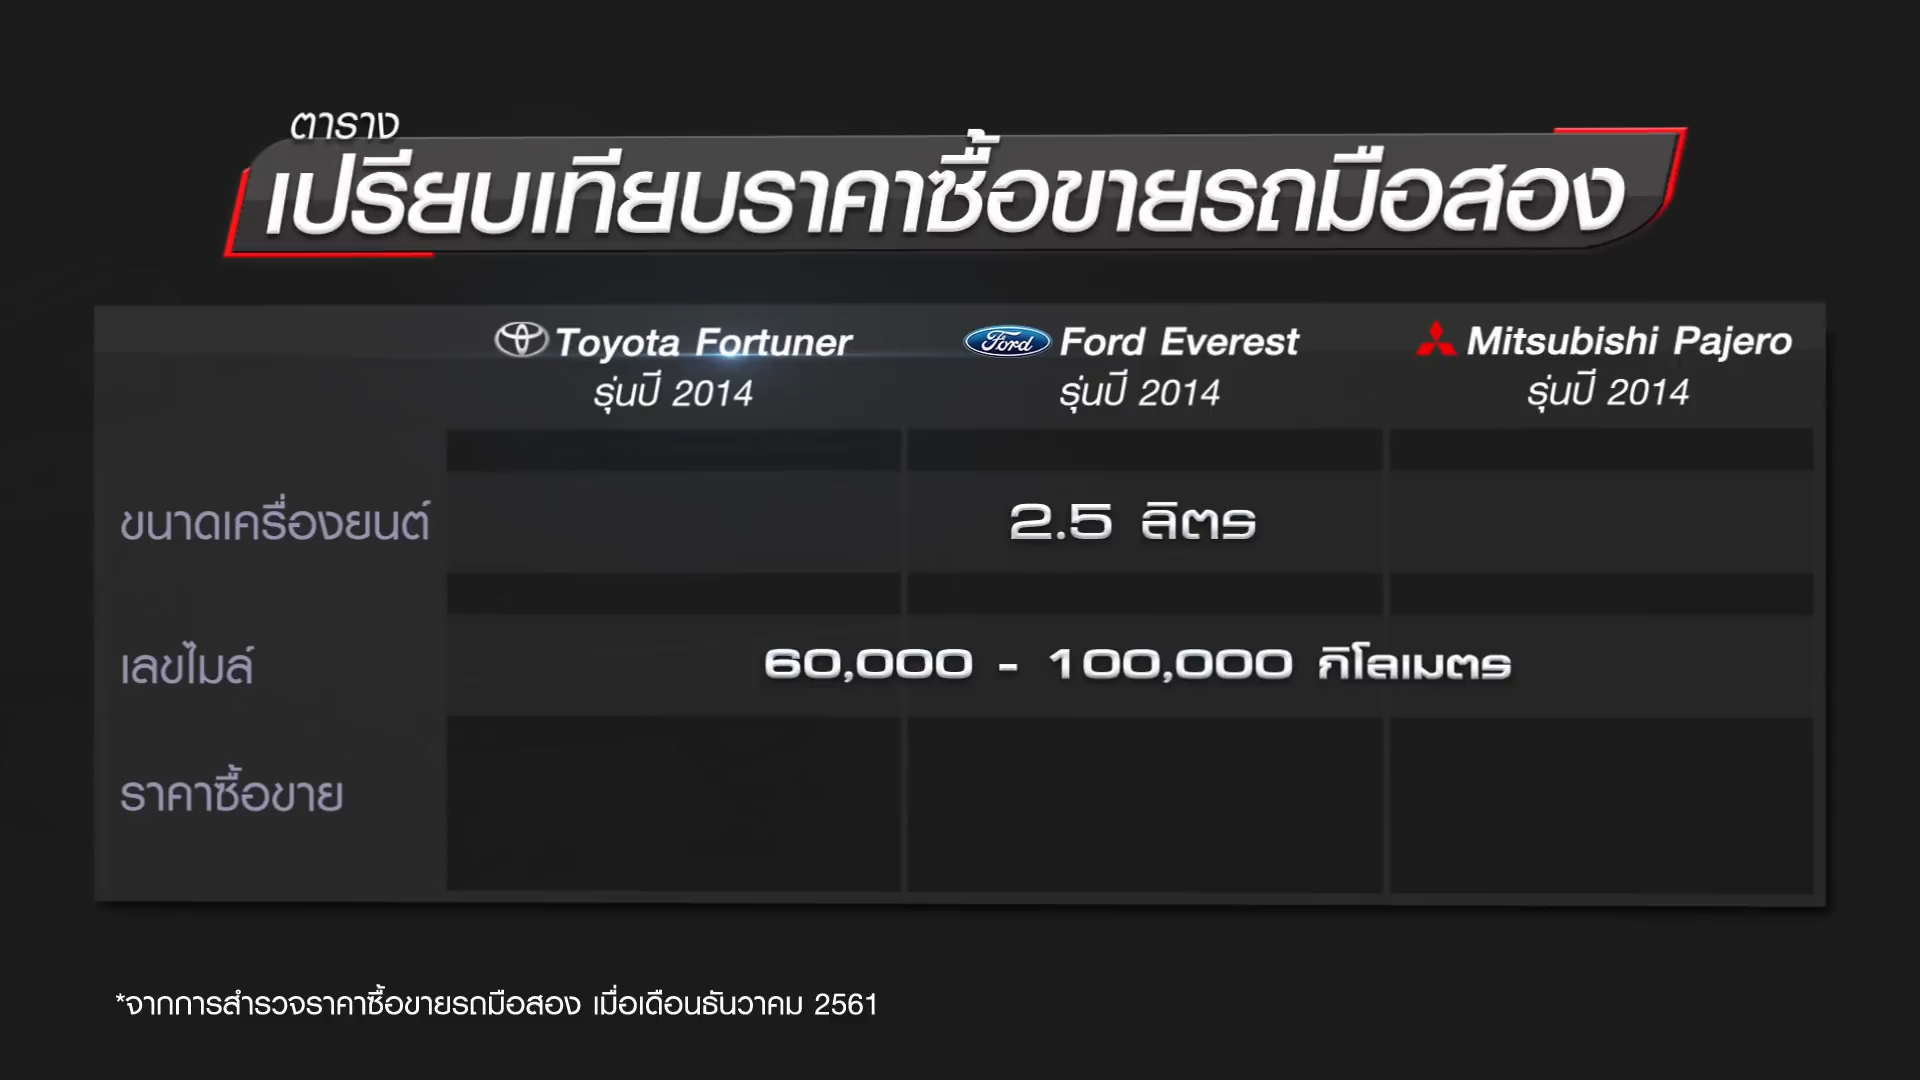 ตาราง
เปรียบเทียบราคาซื้อขายรถมือสอง
Toyota Fortuner Ford Ford Everest Mitsubishi Pajero
รุ่นปี 2014 รุ่นปี 2014 รุ่นปี 2014
ขนาดเครื่องยนต์ 2.5 ลิตร
เลขไมล์ 60,000 - 100,000 กิโลเมตร
ราคาซื้อขาย
*จากการสำรวจราคาซื้อขายรถมือสอง เมื่อเดือนธันวาคม 2561